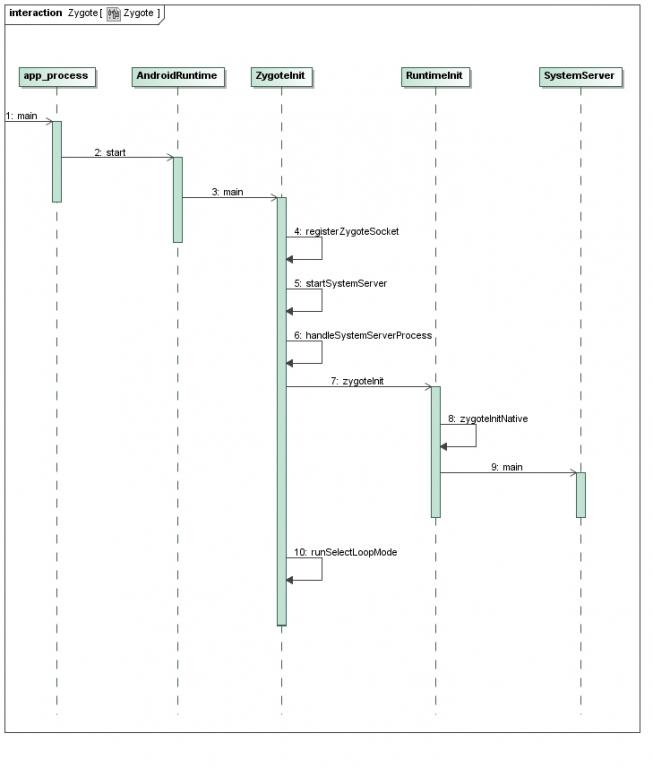 interaction Zygote [ Zygote ]
app_process AndroidRuntime ZygoteInit RuntimeInit SystemServer
1: main
2: start
3: main
4: registerZygoteSocket
5: startSystemServer
6: handleSystemServerProcess
7: zygoteInit
8: zygoteInitNative
9: main
10: runSelectLoopMode